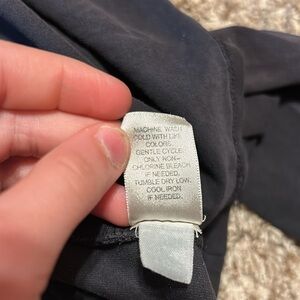 MACHINE WASH
COLD WITH LIKE
COLORS.
GENTLE CYCLE.
ONLY NON-
CHLORINE BLEACH
IF NEEDED.
TUMBLE DRY LOW.
COOL IRON
IF NEEDED.